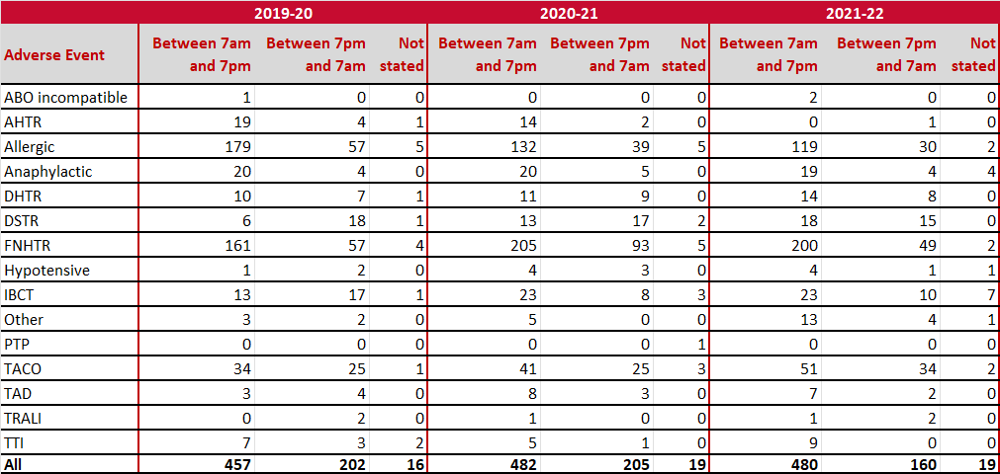 2019-20 2020-21 2021-22
Adverse Event Between 7am and 7pm Between 7pm and 7am Not stated Between 7am and 7pm Between 7pm and 7am Not stated Between 7am and 7pm Between 7pm and 7am Not stated
ABO incompatible 1 0 0 0 0 0 2 0 0
AHTR 19 4 1 14 2 0 0 1 0
Allergic 179 57 5 132 39 5 119 30 2
Anaphylactic 20 4 0 20 5 0 19 4 4
DHTR 10 7 1 11 9 0 14 8 0
DSTR 6 18 1 13 17 2 18 15 0
FNHTR 161 57 4 205 93 5 200 49 2
Hypotensive 1 2 0 4 3 0 4 1 1
IBCT 13 17 1 23 8 3 23 10 7
Other 3 2 0 5 0 0 13 4 1
PTP 0 0 0 0 0 1 0 0 0
TACO 34 25 1 41 25 3 51 34 2
TAD 3 4 0 8 3 0 7 2 0
TRALI 0 2 0 1 0 0 1 2 0
TTI 7 3 2 5 1 0 9 0 0
All 457 202 16 482 205 19 480 160 19